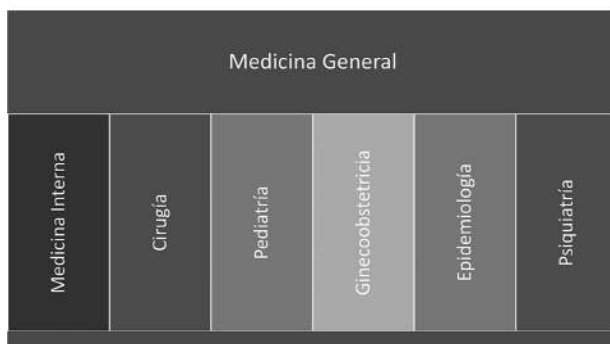 Medicina General
Medicina Interna
Cirugía
Pediatría
Ginecoobstetricia
Epidemiología
Psiquiatría